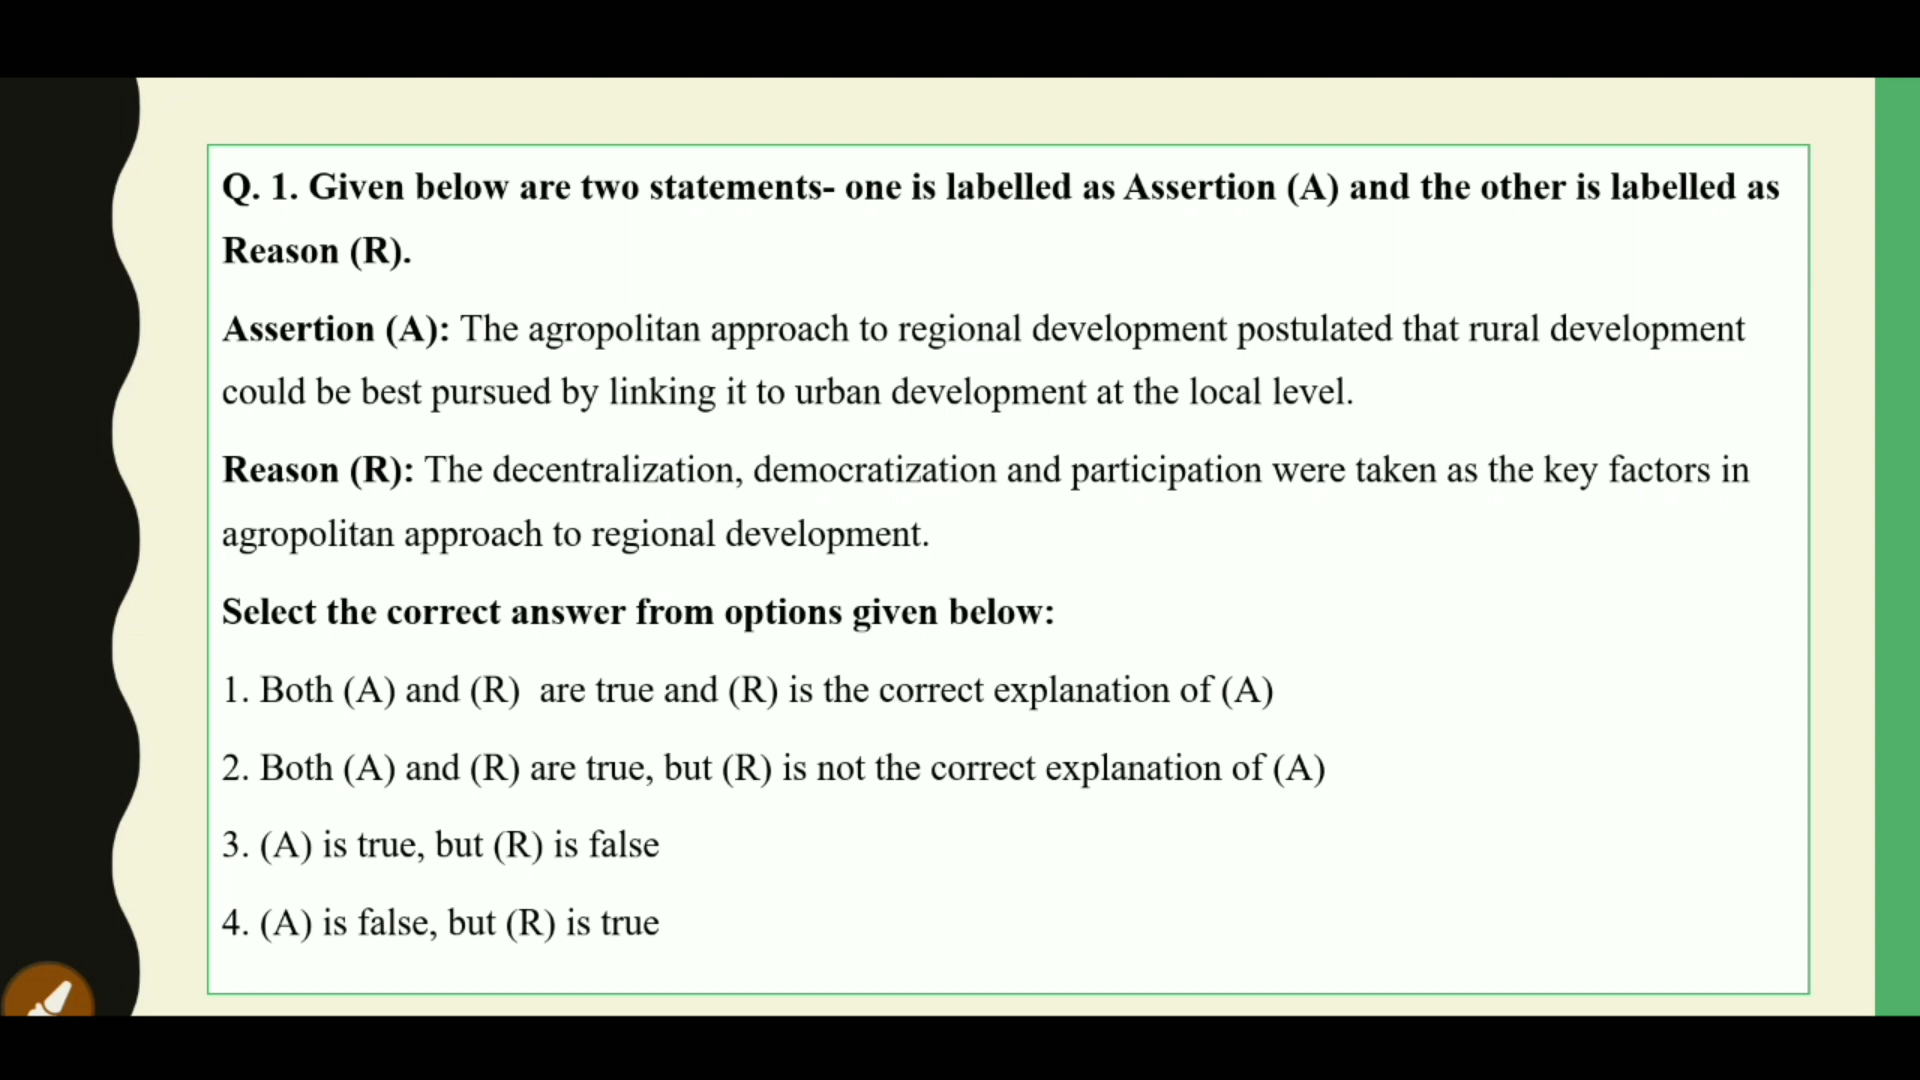 Q. 1. Given below are two statements- one is labelled as Assertion (A) and the other is labelled as
Reason (R).
Assertion (A): The agropolitan approach to regional development postulated that rural development
could be best pursued by linking it to urban development at the local level.
Reason (R): The decentralization, democratization and participation were taken as the key factors in
agropolitan approach to regional development.
Select the correct answer from options given below:
1. Both (A) and (R) are true and (R) is the correct explanation of (A)
2. Both (A) and (R) are true, but (R) is not the correct explanation of (A)
3. (A) is true, but (R) is false
4. (A) is false, but (R) is true